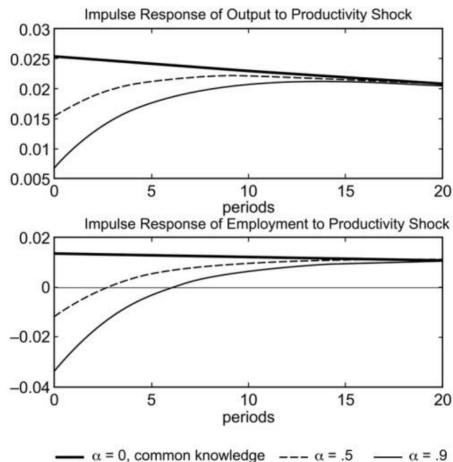 Impulse Response of Output to Productivity Shock
0.03
0.025
0.02
0.015
0.01
0.005
0 5 10 15 20
periods
Impulse Response of Employment to Productivity Shock
0.02
0
−0.02
−0.04
0 5 10 15 20
periods
α = 0, common knowledge α = .5 α = .9